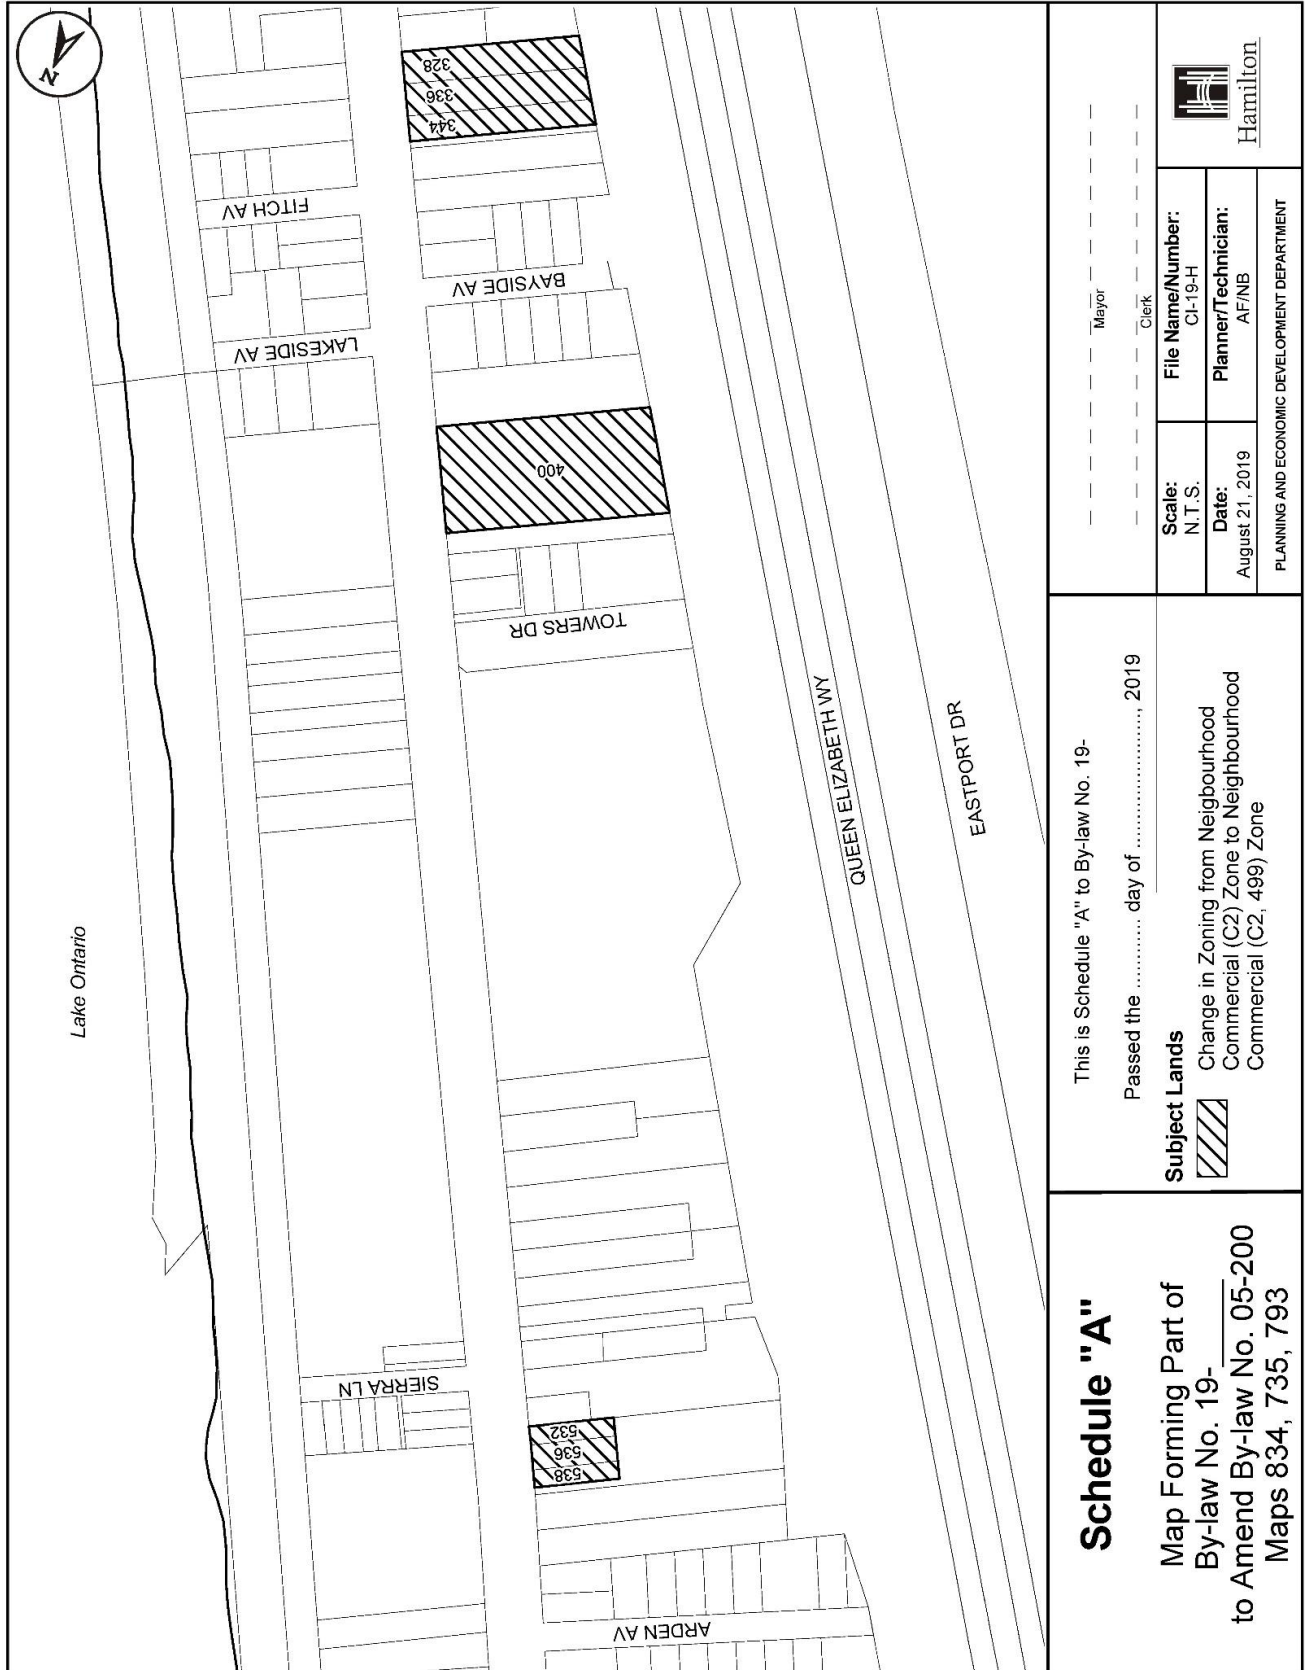 N
Lake Ontario
328
336
344
FITCH AV
BAYSIDE AV
LAKESIDE AV
400
TOWERS DR
QUEEN ELIZABETH WY
EASTPORT DR
SIERRA LN
532
536
538
ARDEN AV
Schedule "A"
Map Forming Part of
By-law No. 19-______
to Amend By-law No. 05-200
Maps 834, 735, 793
This is Schedule "A" to By-law No. 19-
Passed the ............ day of ....................., 2019
Subject Lands
Change in Zoning from Neigbourhood
Commercial (C2) Zone to Neighbourhood
Commercial (C2, 499) Zone
Mayor
Clerk
Scale:
N.T.S.
File Name/Number:
CI-19-H
Date:
August 21, 2019
Planner/Technician:
AF/NB
PLANNING AND ECONOMIC DEVELOPMENT DEPARTMENT
Hamilton